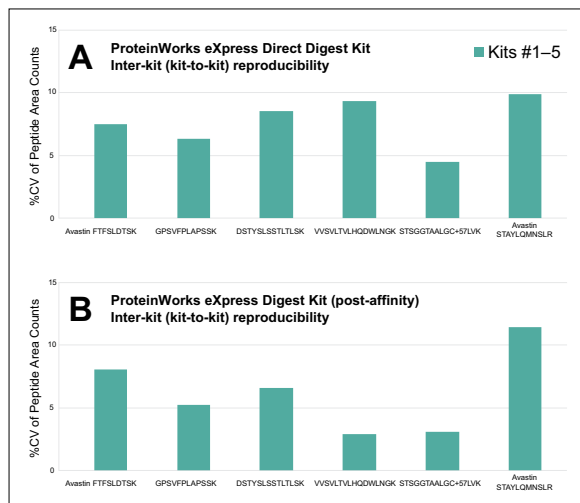 A
ProteinWorks eXpress Direct Digest Kit
Inter-kit (kit-to-kit) reproducibility
Kits #1–5
%CV of Peptide Area Counts
15
10
5
0
Avastin FTFSLDTSK
GPSVFPLAPSSK
DSTYSLSSTLTLSK
VVSVLTVLHQDWLNGK
STSGGTAALGC+57LVK
Avastin
STAYLQMNSLR
B
ProteinWorks eXpress Digest Kit (post-affinity)
Inter-kit (kit-to-kit) reproducibility
%CV of Peptide Area Counts
15
10
5
0
Avastin FTFSLDTSK
GPSVFPLAPSSK
DSTYSLSSTLTLSK
VVSVLTVLHQDWLNGK
STSGGTAALGC+57LVK
Avastin
STAYLQMNSLR